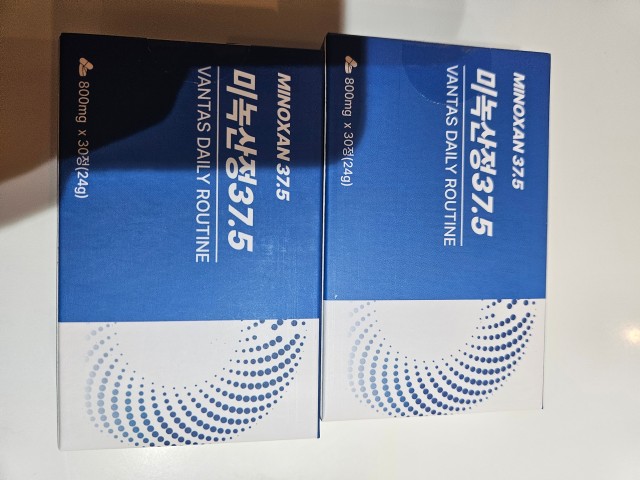 MINOXAN 37.5
미녹산정37.5
VANTAS DAILY ROUTINE
800mg x 30정(24g)
MINOXAN 37.5
미녹산정37.5
VANTAS DAILY ROUTINE
800mg x 30정(24g)